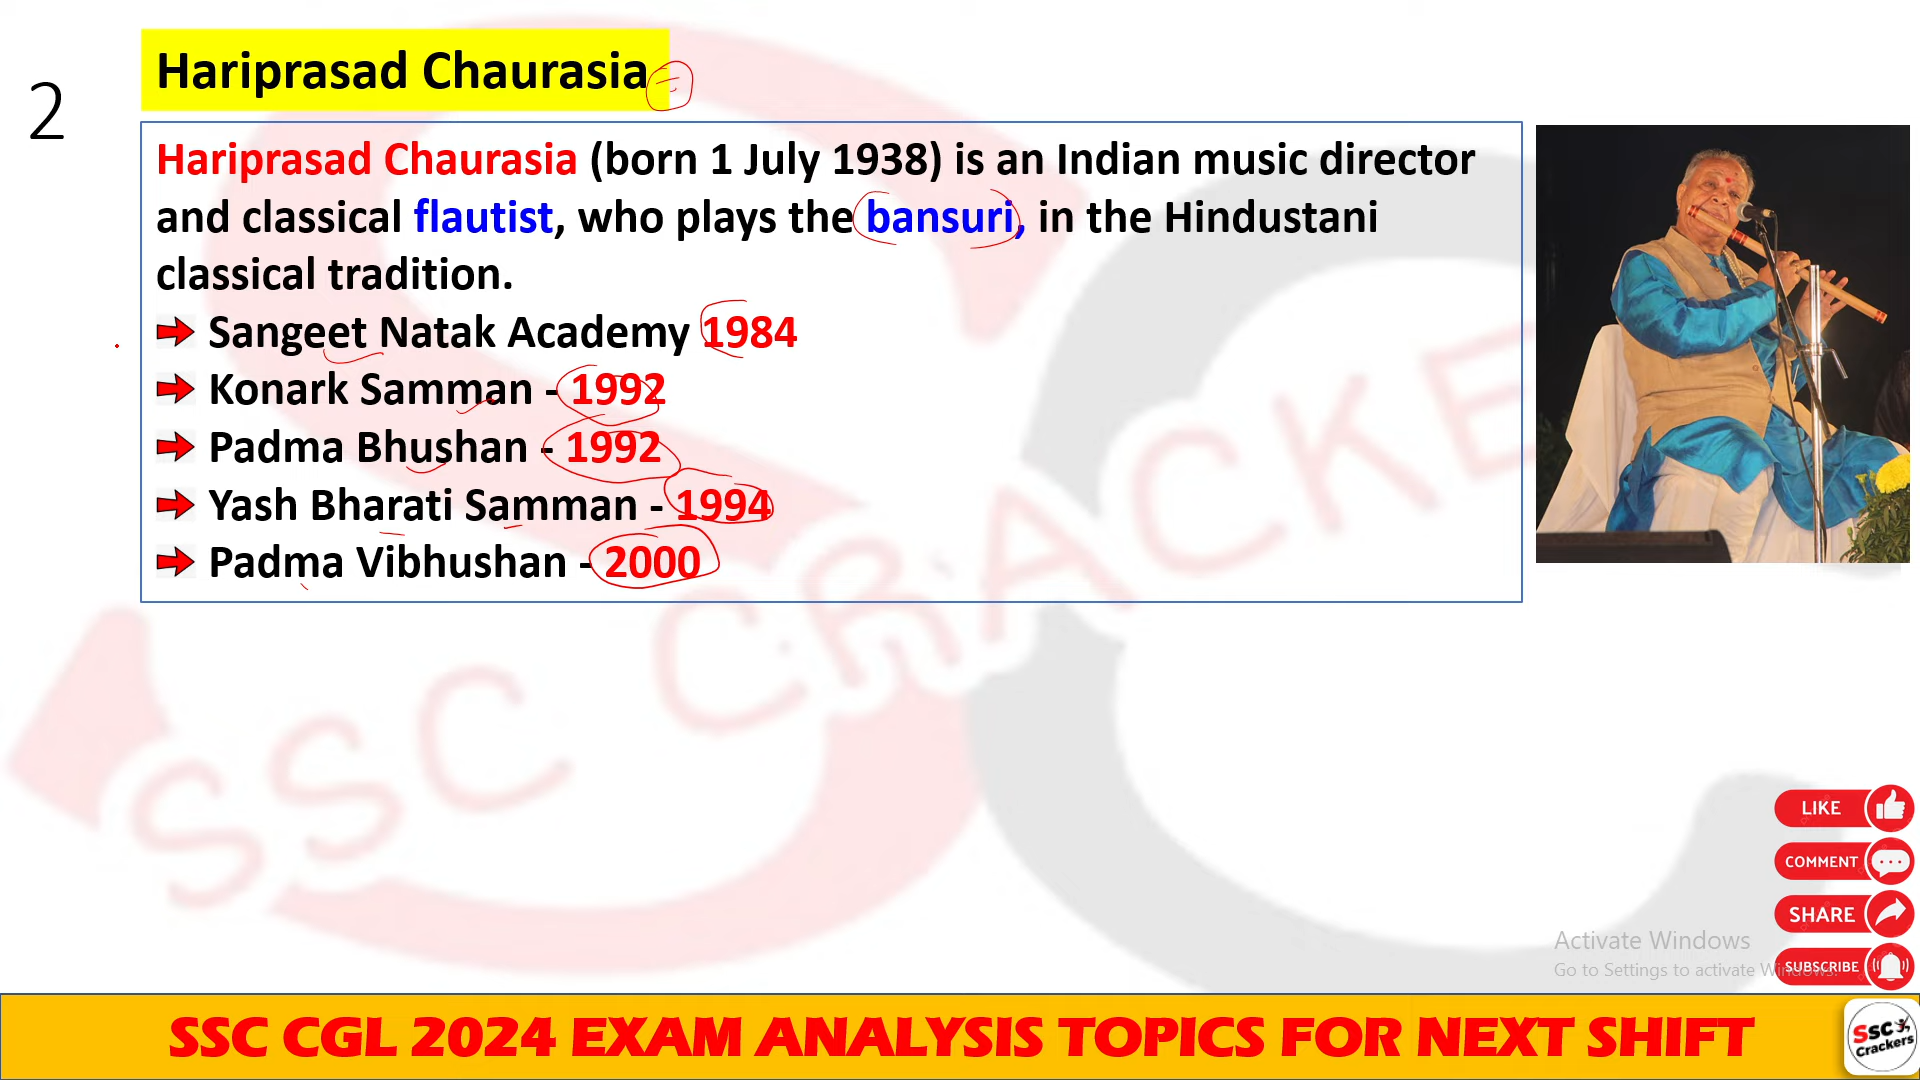 2
Hariprasad Chaurasia
Hariprasad Chaurasia (born 1 July 1938) is an Indian music director
and classical flautist, who plays the bansuri, in the Hindustani
classical tradition.
Sangeet Natak Academy 1984
Konark Samman - 1992
Padma Bhushan - 1992
Yash Bharati Samman - 1994
Padma Vibhushan - 2000
SSC CRACKE
LIKE
COMMENT
SHARE
Activate Windows
Go to Settings to activate Windows.
SUBSCRIBE
SSC CGL 2024 EXAM ANALYSIS TOPICS FOR NEXT SHIFT
SSC
Crackers